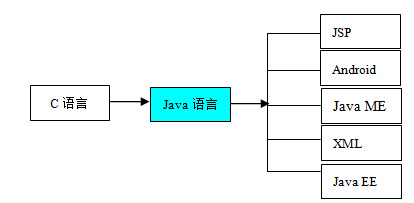 C 语言
Java 语言
JSP
Android
Java ME
XML
Java EE